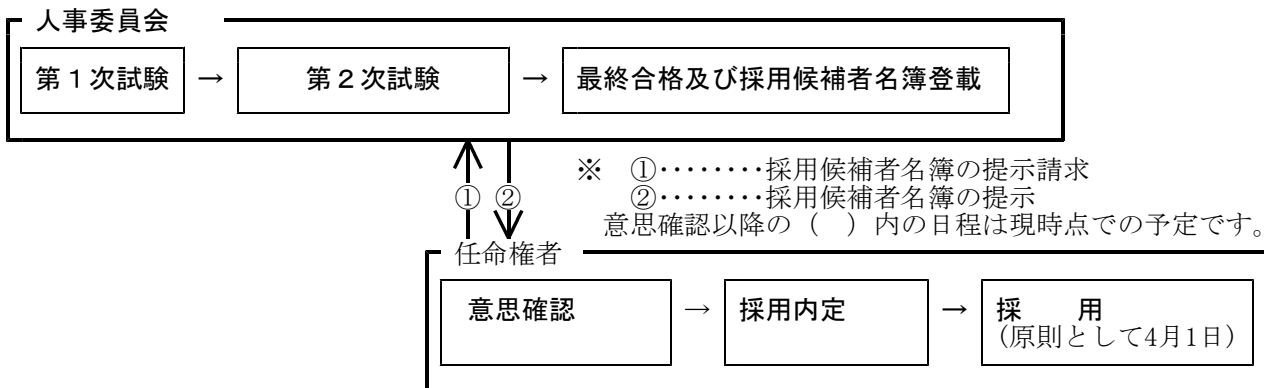 人事委員会
第１次試験 → 第２次試験 → 最終合格及び採用候補者名簿登載
① ②
※ ①‥‥‥‥採用候補者名簿の提示請求
②‥‥‥‥採用候補者名簿の提示
意思確認以降の（　）内の日程は現時点での予定です。
任命権者
意思確認 → 採用内定 → 採　用
(原則として4月1日)